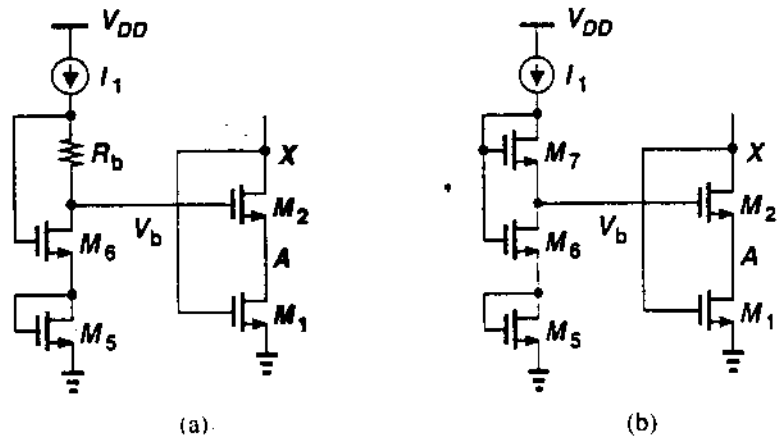 V_DD
I_1
R_b
X
M_2
V_b
M_6
A
M_5
M_1
(a).
V_DD
I_1
M_7
X
M_2
V_b
M_6
A
M_5
M_1
(b)